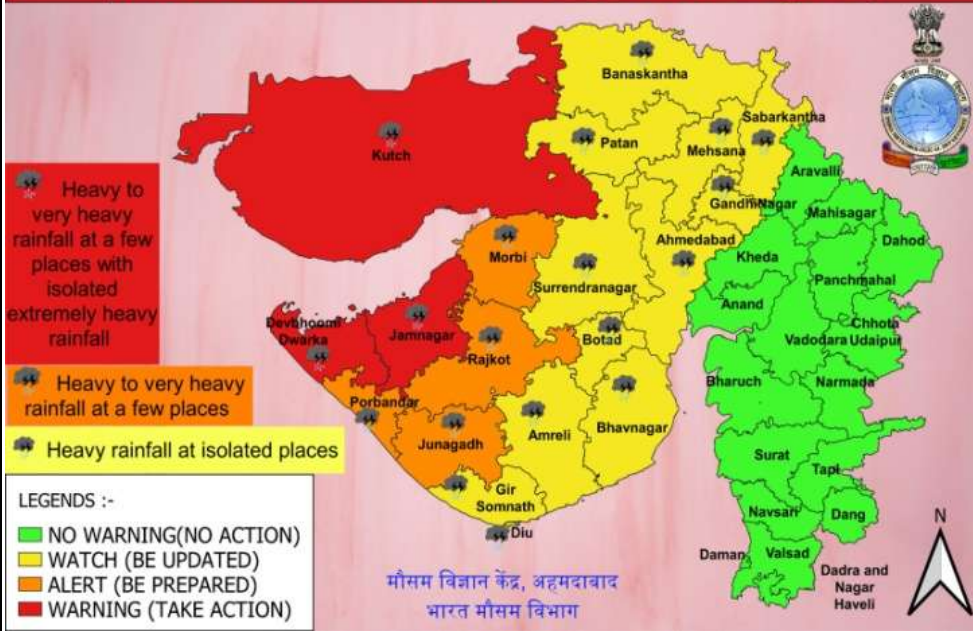 Banaskantha
Sabarkantha
Patan
Mehsana
Kutch
Aravalli
GandhiNagar
Mahisagar
Heavy to
very heavy
rainfall at a few
places with
isolated
extremely heavy
rainfall
Ahmedabad
Dahod
Morbi
Kheda
Panchmahal
Surrendranagar
Anand
Devbhoomi
Dwarka
Jamnagar
Chhota
Udaipur
Botad
Vadodara
Rajkot
Heavy to very heavy
rainfall at a few places
Bharuch
Narmada
Porbandar
Junagadh
Amreli
Bhavnagar
Heavy rainfall at isolated places
Surat
Tapi
Gir
Somnath
LEGENDS :-
NO WARNING(NO ACTION)
WATCH (BE UPDATED)
ALERT (BE PREPARED)
WARNING (TAKE ACTION)
Navsari
Dang
Diu
N
Daman
Valsad
Dadra and
Nagar
Haveli
मौसम विज्ञान केंद्र, अहमदाबाद
भारत मौसम विभाग